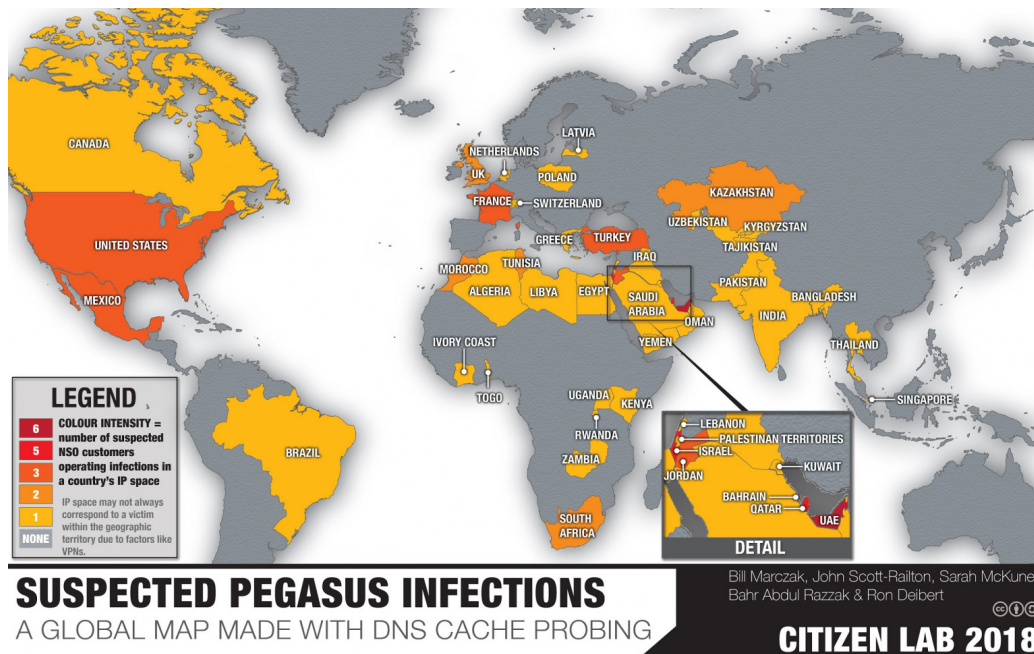 CANADA
UNITED STATES
MEXICO
BRAZIL
LATVIA
NETHERLANDS
UK
POLAND
FRANCE
SWITZERLAND
GREECE
TURKEY
KAZAKHSTAN
UZBEKISTAN
KYRGYZSTAN
TAJIKISTAN
MOROCCO
TUNISIA
ALGERIA
LIBYA
EGYPT
IRAQ
SAUDI
ARABIA
OMAN
YEMEN
PAKISTAN
INDIA
BANGLADESH
THAILAND
SINGAPORE
IVORY COAST
TOGO
UGANDA
KENYA
RWANDA
ZAMBIA
SOUTH
AFRICA
LEGEND
6
5
3
2
1
NONE
COLOUR INTENSITY =
number of suspected
NSO customers
operating infections in
a country's IP space
IP space may not always
correspond to a victim
within the geographic
territory due to factors like
VPNs.
LEBANON
PALESTINAN TERRITORIES
ISRAEL
JORDAN
KUWAIT
BAHRAIN
QATAR
UAE
DETAIL
SUSPECTED PEGASUS INFECTIONS
A GLOBAL MAP MADE WITH DNS CACHE PROBING
Bill Marczak, John Scott-Railton, Sarah McKune
Bahr Abdul Razzak & Ron Deibert
cc
CITIZEN LAB 2018